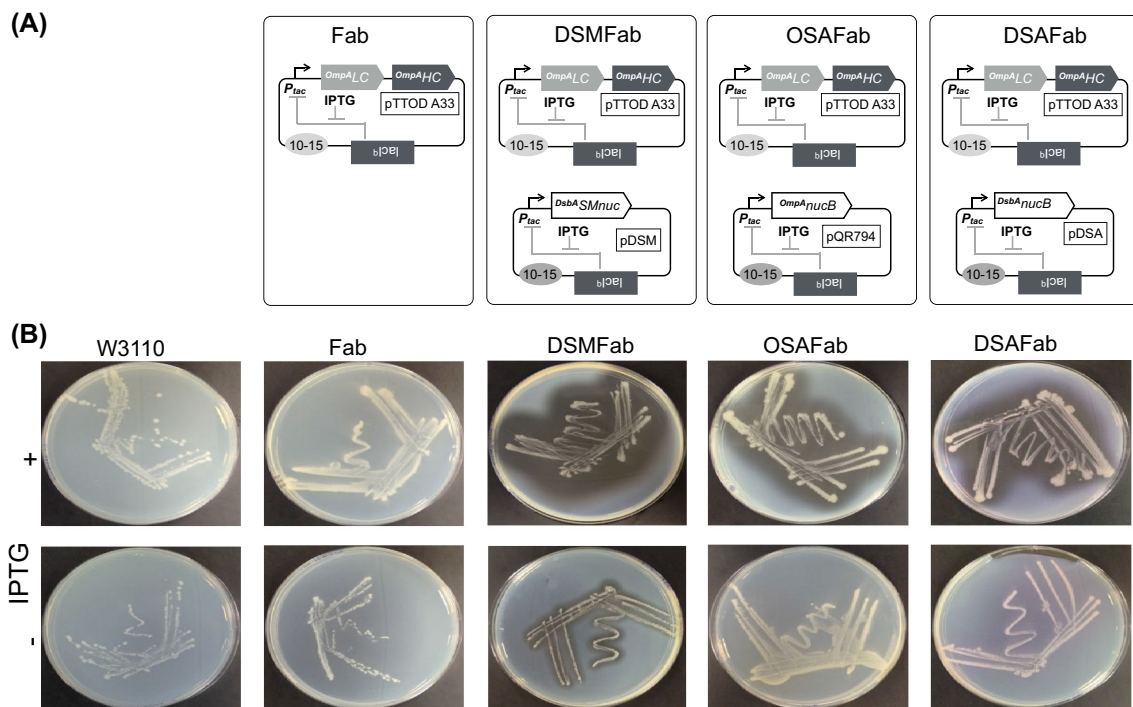 (A)
Fab
DSMFab
OSAFab
DSAFab
OmpALC OmpAHC
Ptac
IPTG
pTTOD A33
10-15
lacIq
OmpALC OmpAHC
Ptac
IPTG
pTTOD A33
10-15
lacIq
OmpALC OmpAHC
Ptac
IPTG
pTTOD A33
10-15
lacIq
OmpALC OmpAHC
Ptac
IPTG
pTTOD A33
10-15
lacIq
DsbASMnuc
Ptac
IPTG
pDSM
10-15
lacIq
OmpAnucB
Ptac
IPTG
pQR794
10-15
lacIq
DsbAnucB
Ptac
IPTG
pDSA
10-15
lacIq
(B)
W3110
Fab
DSMFab
OSAFab
DSAFab
+
IPTG
-